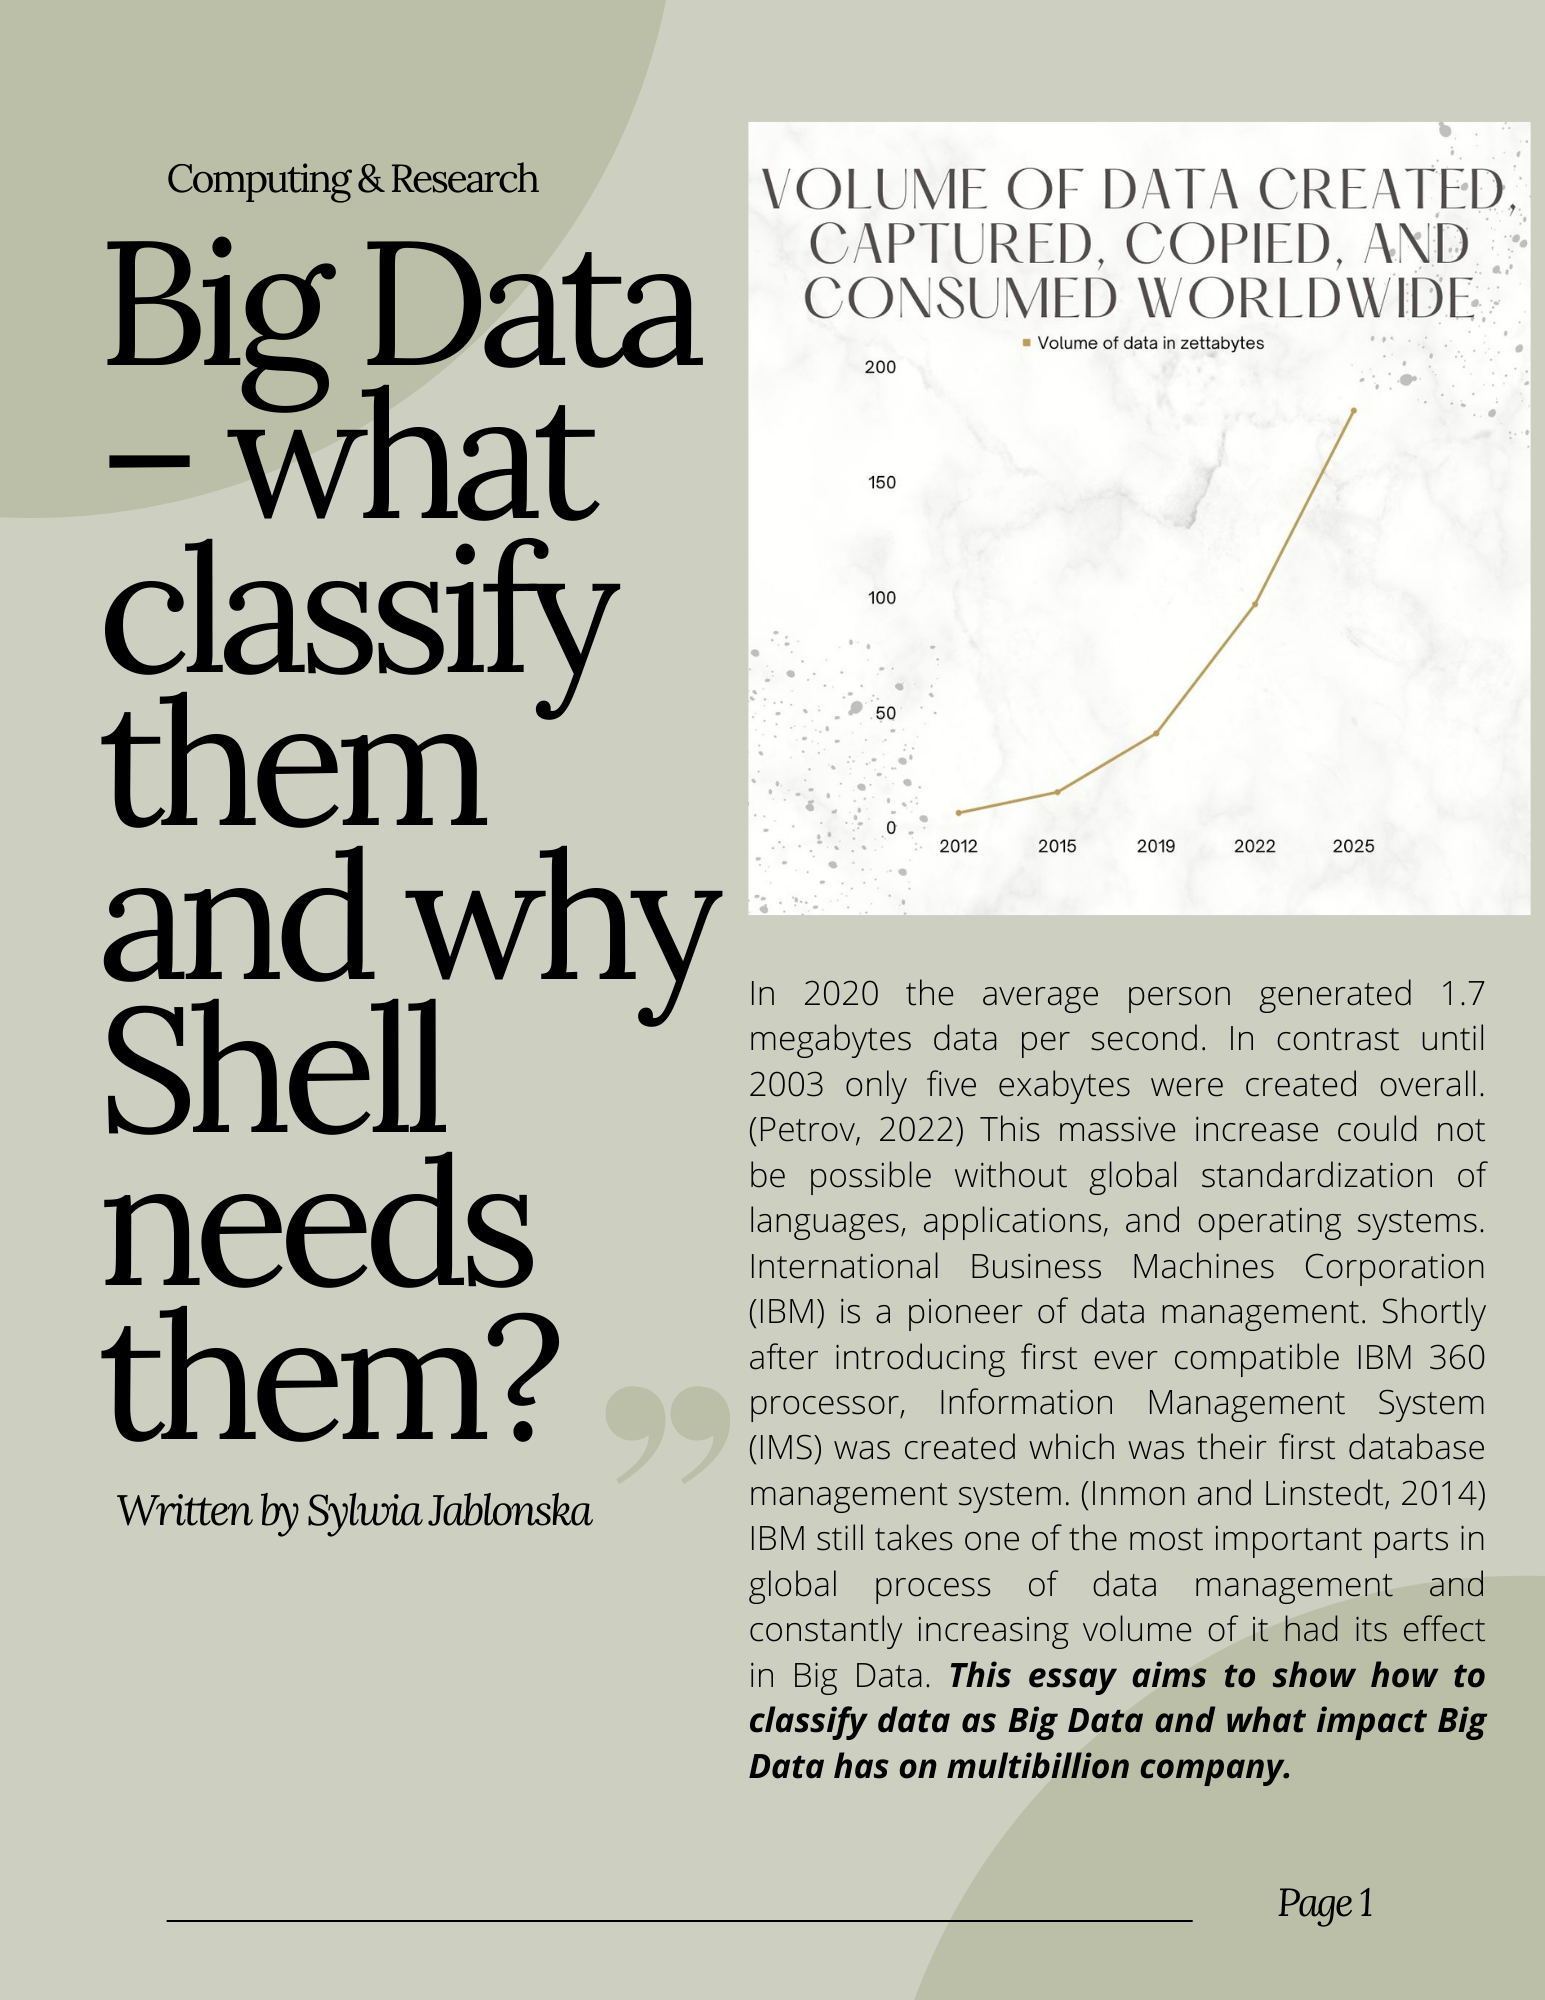 Computing & Research
Big Data
– what
classify
them
and why
Shell
needs
them?
”
Written by Sylwia Jablonska
VOLUME OF DATA CREATED,
CAPTURED, COPIED, AND
CONSUMED WORLDWIDE
Volume of data in zettabytes
200
150
100
50
0
2012 2015 2019 2022 2025
In 2020 the average person generated 1.7
megabytes data per second. In contrast until
2003 only five exabytes were created overall.
(Petrov, 2022) This massive increase could not
be possible without global standardization of
languages, applications, and operating systems.
International Business Machines Corporation
(IBM) is a pioneer of data management. Shortly
after introducing first ever compatible IBM 360
processor, Information Management System
(IMS) was created which was their first database
management system. (Inmon and Linstedt, 2014)
IBM still takes one of the most important parts in
global process of data management and
constantly increasing volume of it had its effect
in Big Data. This essay aims to show how to
classify data as Big Data and what impact Big
Data has on multibillion company.
Page 1